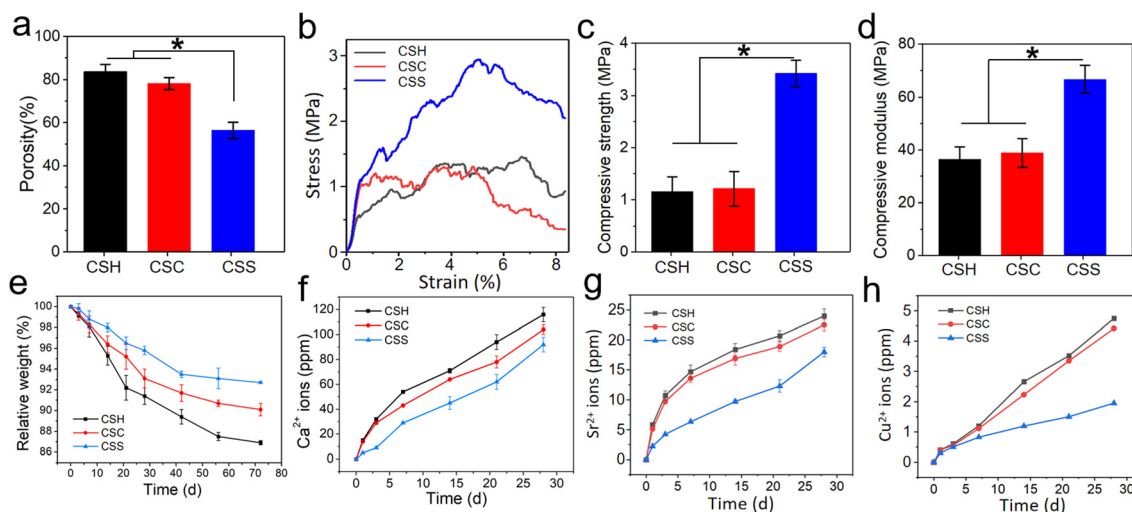 a
Porosity(%)
100
80
60
40
20
0
*
CSH
CSC
CSS
b
Stress (MPa)
3
2
1
0
CSH
CSC
CSS
0
2
4
6
8
Strain (%)
c
Compressive strength (MPa)
4
3
2
1
0
*
CSH
CSC
CSS
d
Compressive modulus (MPa)
80
60
40
20
0
*
CSH
CSC
CSS
e
Relative weight (%)
100
98
96
94
92
90
88
86
CSH
CSC
CSS
0
10
20
30
40
50
60
70
80
Time (d)
f
Ca2+ ions (ppm)
120
100
80
60
40
20
0
CSH
CSC
CSS
0
5
10
15
20
25
30
Time (d)
g
Sr2+ ions (ppm)
25
20
15
10
5
0
CSH
CSC
CSS
0
5
10
15
20
25
30
Time (d)
h
Cu2+ ions (ppm)
5
4
3
2
1
0
CSH
CSC
CSS
0
5
10
15
20
25
30
Time (d)